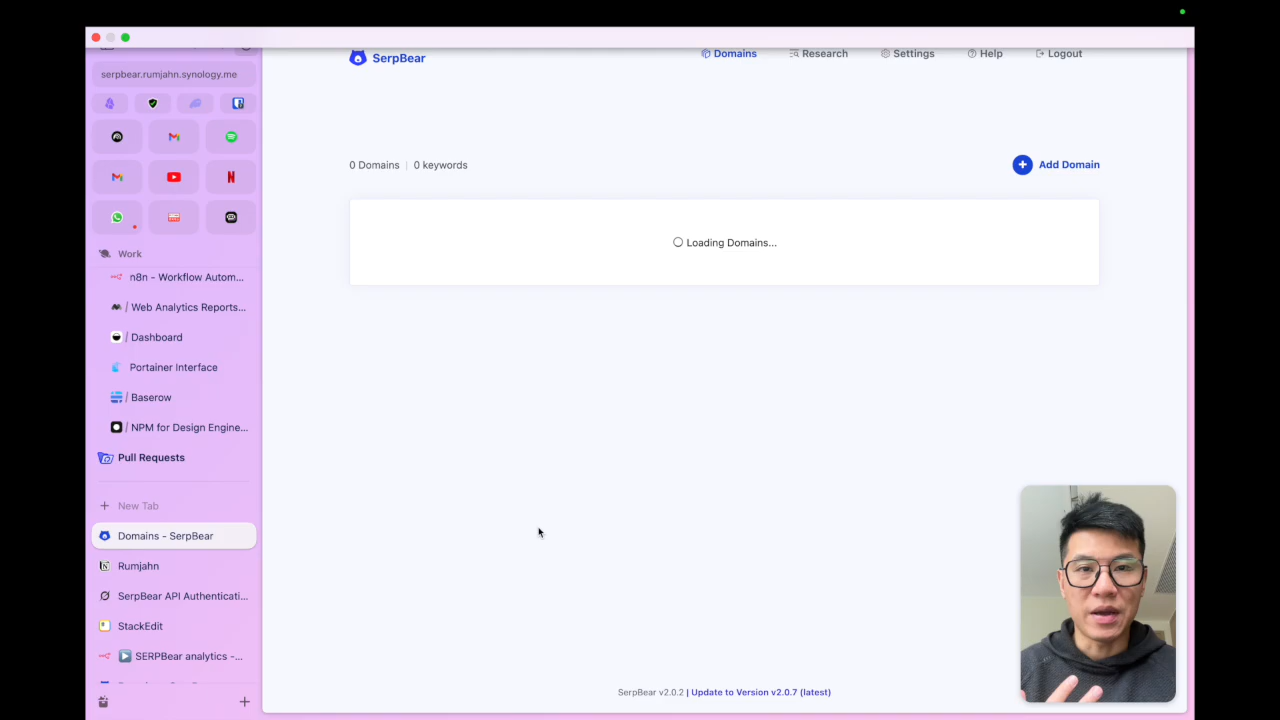 serpbear.rumjahn.synology.me
Work
n8n - Workflow Autom...
/ Web Analytics Reports...
/ Dashboard
Portainer Interface
/ Baserow
/ NPM for Design Engine...
Pull Requests
+ New Tab
Domains - SerpBear
Rumjahn
SerpBear API Authenticati...
StackEdit
SERPBear analytics -...
SerpBear
Domains
Research
Settings
Help
Logout
0 Domains | 0 keywords
Add Domain
Loading Domains...
SerpBear v2.0.2 | Update to Version v2.0.7 (latest)